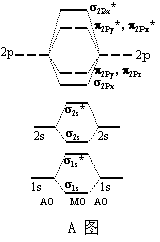 σ2Px*
π2Py*, π2Px*
2p 2p
π2Py, π2Pz
σ2Px
σ2s*
2s 2s
σ2s
σ1s*
1s 1s
σ1s
AO MO AO
A 图